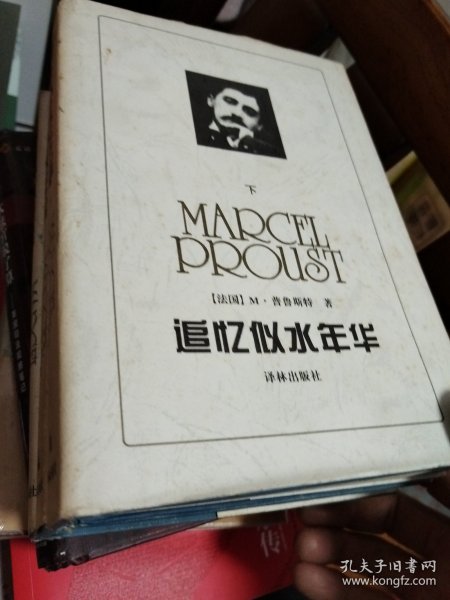 下
MARCEL
PROUST
[法国] M·普鲁斯特 著
追忆似水年华
译林出版社
传
孔夫子旧书网
www.kongfz.com